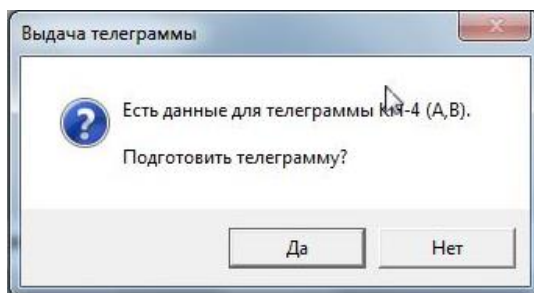 Выдача телеграммы
Есть данные для телеграммы КН-4 (А,В).
Подготовить телеграмму?
Да
Нет